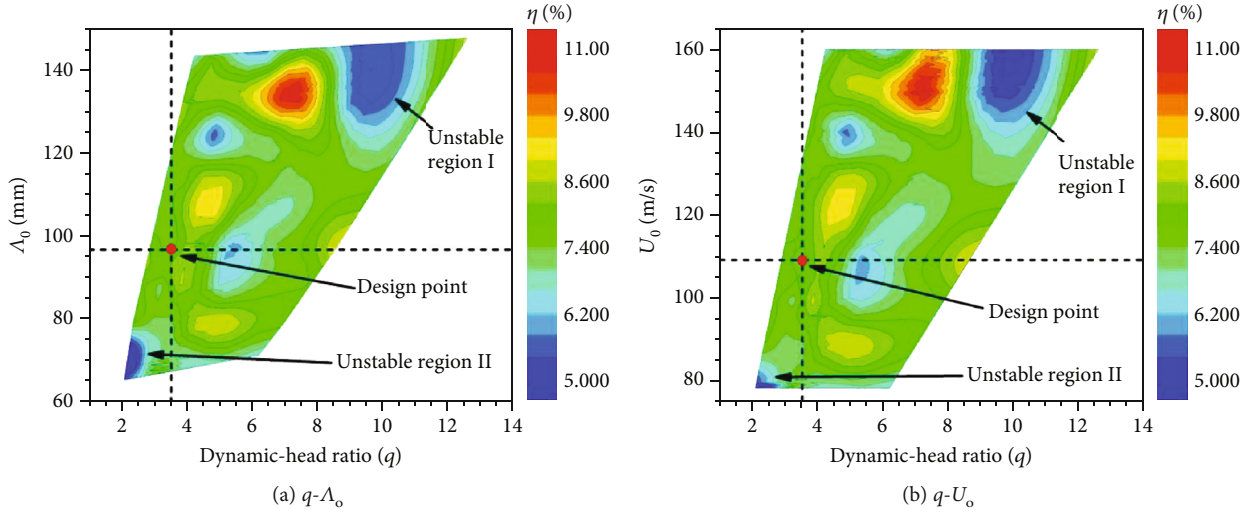 η (%)
11.00
9.800
8.600
7.400
6.200
5.000
Λ₀ (mm)
140
120
100
80
60
Unstable
region I
Design point
Unstable region II
2 4 6 8 10 12 14
Dynamic-head ratio (q)
(a) q-Λₒ
η (%)
11.00
9.800
8.600
7.400
6.200
5.000
U₀ (m/s)
160
140
120
100
80
Unstable
region I
Design point
Unstable region II
2 4 6 8 10 12 14
Dynamic-head ratio (q)
(b) q-Uₒ